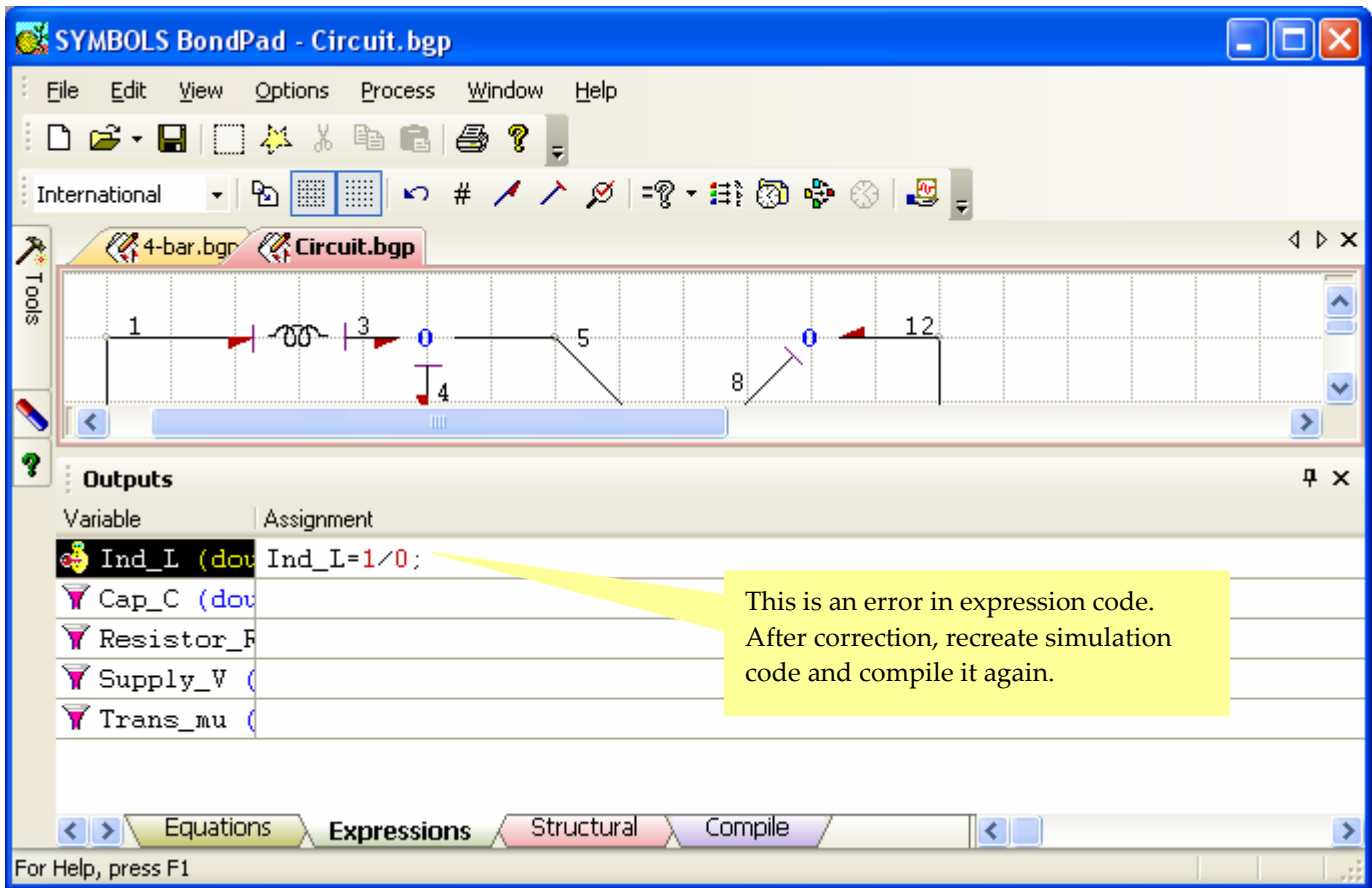 SYMBOLS BondPad - Circuit.bgp
File Edit View Options Process Window Help
International # =?
4-bar.bgp Circuit.bgp
Tools
1 3 0 5 0 12
4 8
Outputs
Variable Assignment
Ind_L (dou Ind_L=1/0;
Cap_C (dou
Resistor_R
Supply_V (
Trans_mu (
This is an error in expression code.
After correction, recreate simulation
code and compile it again.
Equations Expressions Structural Compile
For Help, press F1